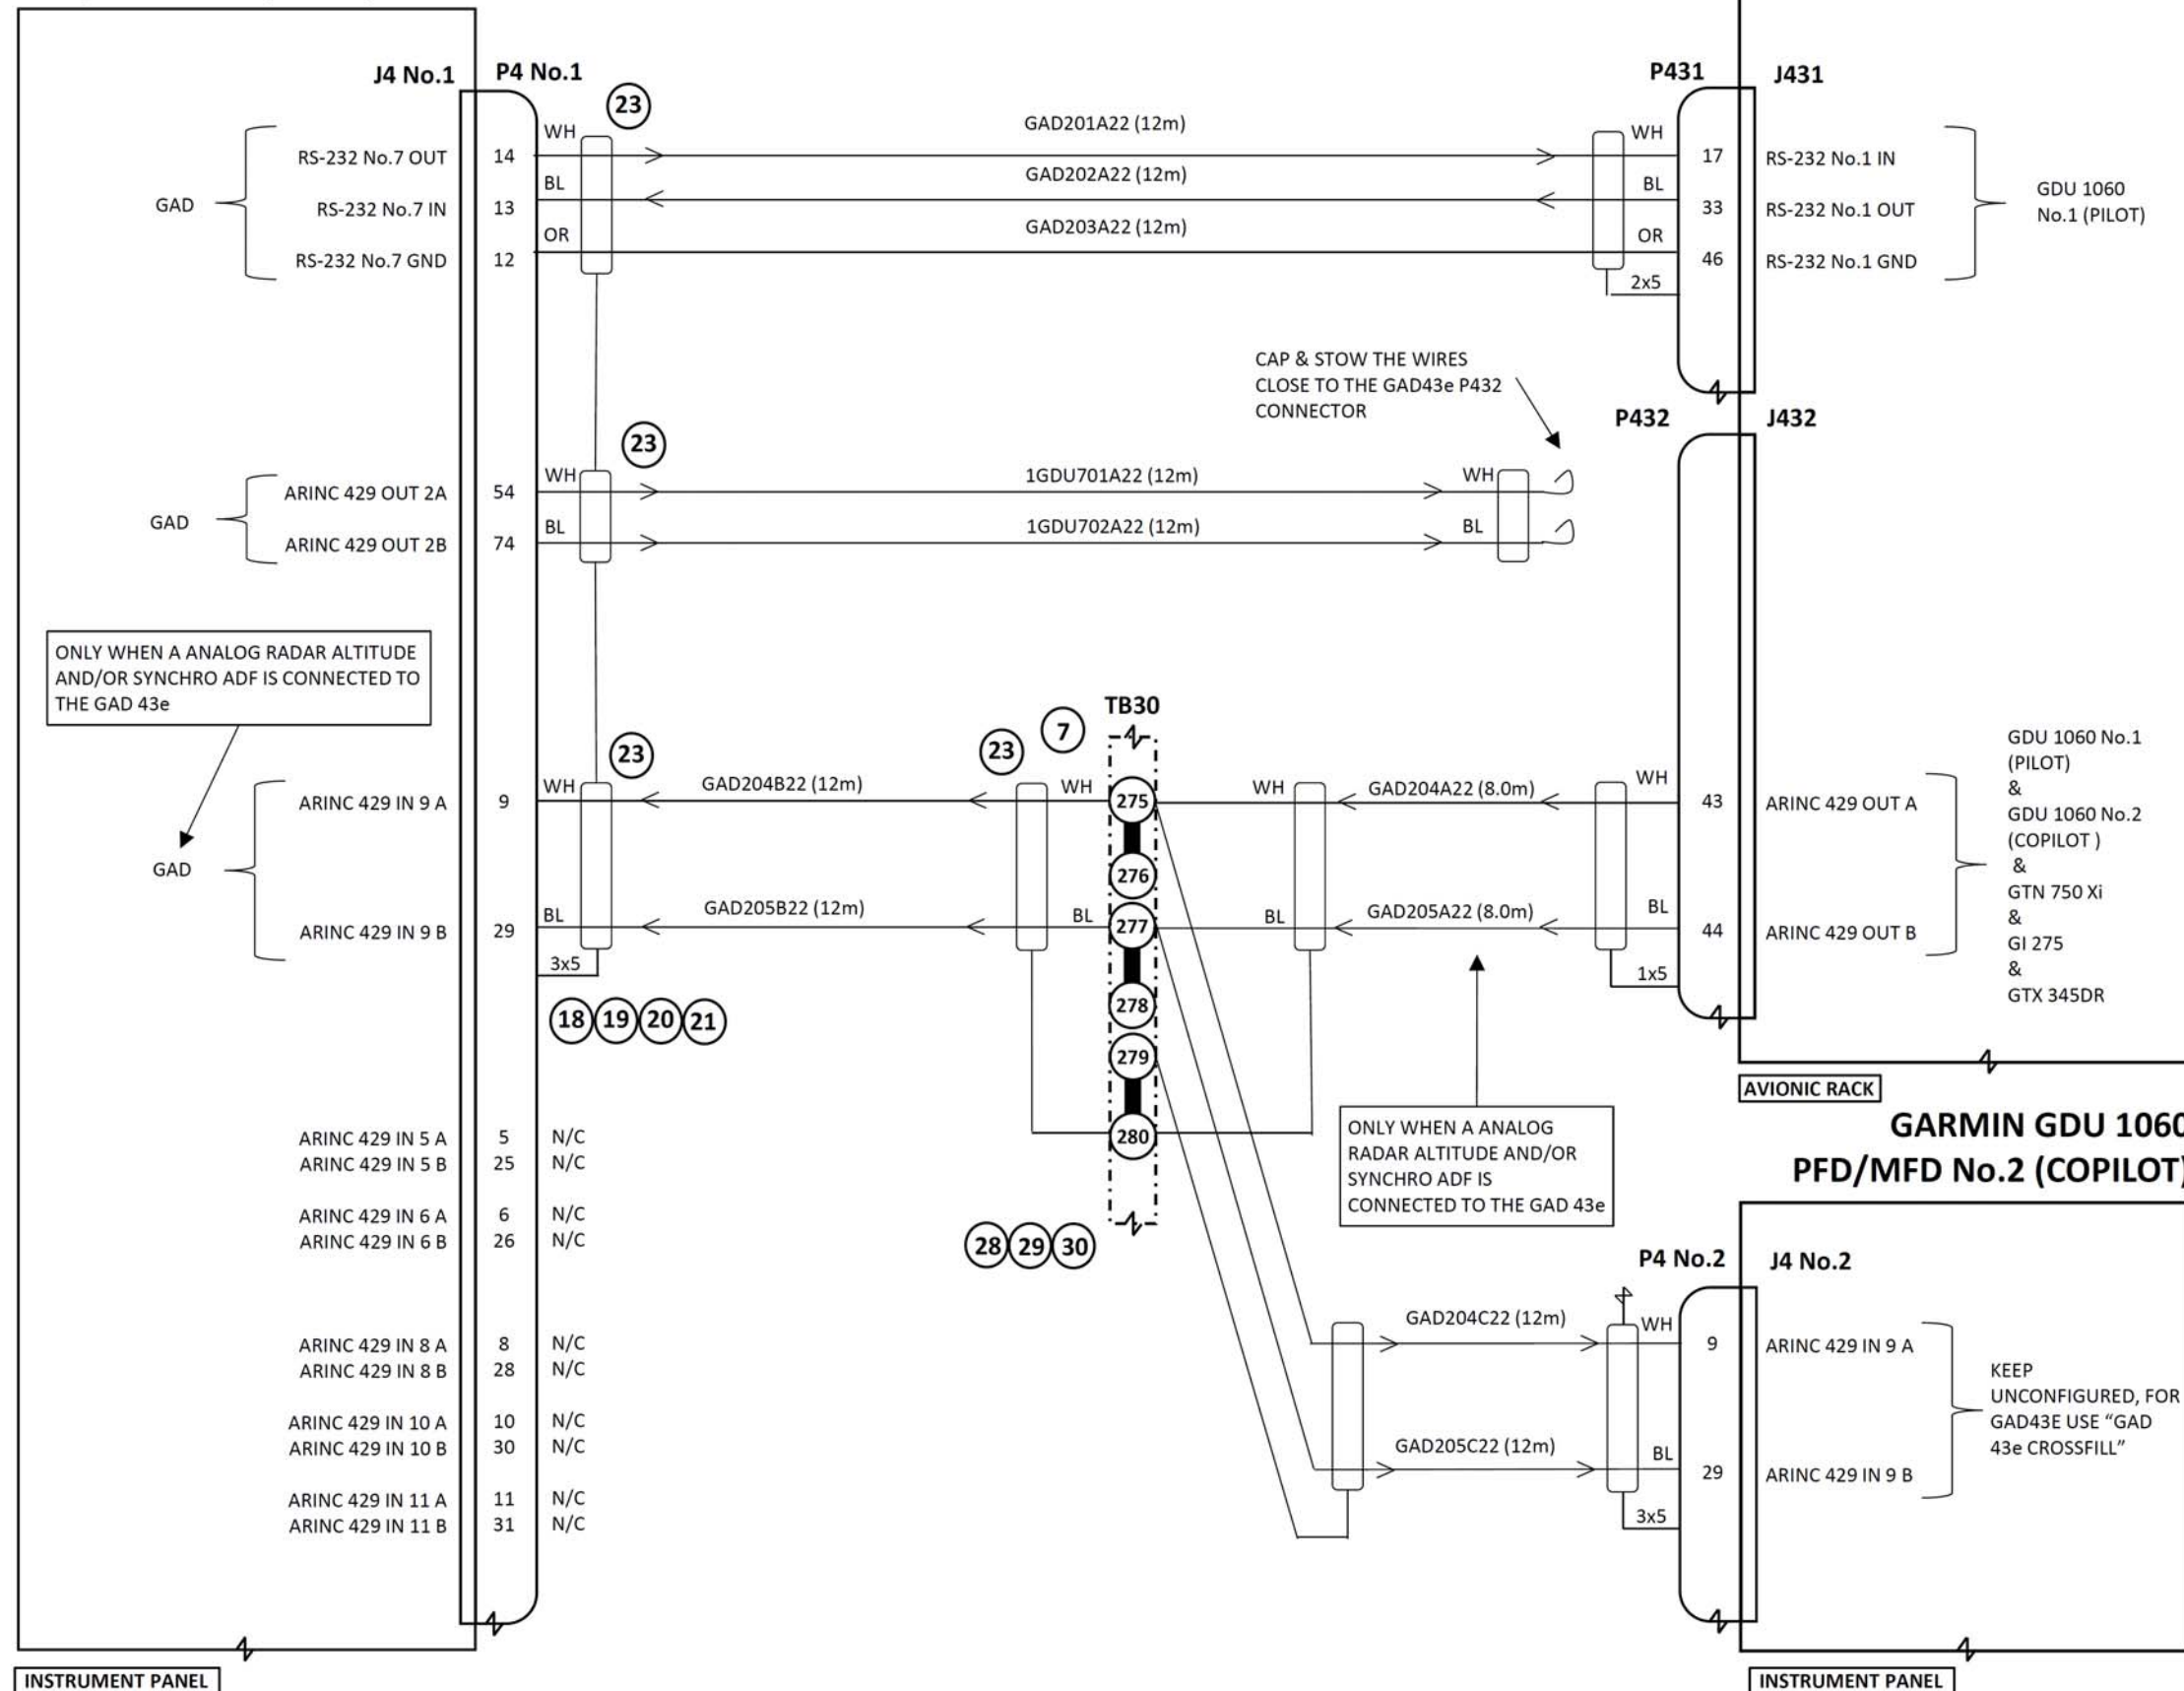 J4 No.1
P4 No.1
23
P431
J431
GAD
RS-232 No.7 OUT
14
WH
GAD201A22 (12m)
WH
17
RS-232 No.1 IN
RS-232 No.7 IN
13
BL
GAD202A22 (12m)
BL
33
RS-232 No.1 OUT
RS-232 No.7 GND
12
OR
GAD203A22 (12m)
OR
46
RS-232 No.1 GND
2x5
GDU 1060
No.1 (PILOT)
CAP & STOW THE WIRES
CLOSE TO THE GAD43e P432
CONNECTOR
P432
J432
23
GAD
ARINC 429 OUT 2A
54
WH
1GDU701A22 (12m)
WH
ARINC 429 OUT 2B
74
BL
1GDU702A22 (12m)
BL
ONLY WHEN A ANALOG RADAR ALTITUDE
AND/OR SYNCHRO ADF IS CONNECTED TO
THE GAD 43e
TB30
23
23
7
GAD
ARINC 429 IN 9 A
9
WH
GAD204B22 (12m)
WH
275
WH
GAD204A22 (8.0m)
WH
43
ARINC 429 OUT A
276
ARINC 429 IN 9 B
29
BL
GAD205B22 (12m)
BL
277
BL
GAD205A22 (8.0m)
BL
44
ARINC 429 OUT B
3x5
1x5
GDU 1060 No.1
(PILOT)
&
GDU 1060 No.2
(COPILOT )
&
GTN 750 Xi
&
GI 275
&
GTX 345DR
18
19
20
21
278
279
280
AVIONIC RACK
ONLY WHEN A ANALOG
RADAR ALTITUDE AND/OR
SYNCHRO ADF IS
CONNECTED TO THE GAD 43e
GARMIN GDU 1060
PFD/MFD No.2 (COPILOT)
ARINC 429 IN 5 A
5
N/C
ARINC 429 IN 5 B
25
N/C
ARINC 429 IN 6 A
6
N/C
ARINC 429 IN 6 B
26
N/C
28
29
30
ARINC 429 IN 8 A
8
N/C
ARINC 429 IN 8 B
28
N/C
ARINC 429 IN 10 A
10
N/C
ARINC 429 IN 10 B
30
N/C
ARINC 429 IN 11 A
11
N/C
ARINC 429 IN 11 B
31
N/C
P4 No.2
J4 No.2
GAD204C22 (12m)
WH
9
ARINC 429 IN 9 A
GAD205C22 (12m)
BL
29
ARINC 429 IN 9 B
3x5
KEEP
UNCONFIGURED, FOR
GAD43E USE “GAD
43e CROSSFILL”
INSTRUMENT PANEL
INSTRUMENT PANEL